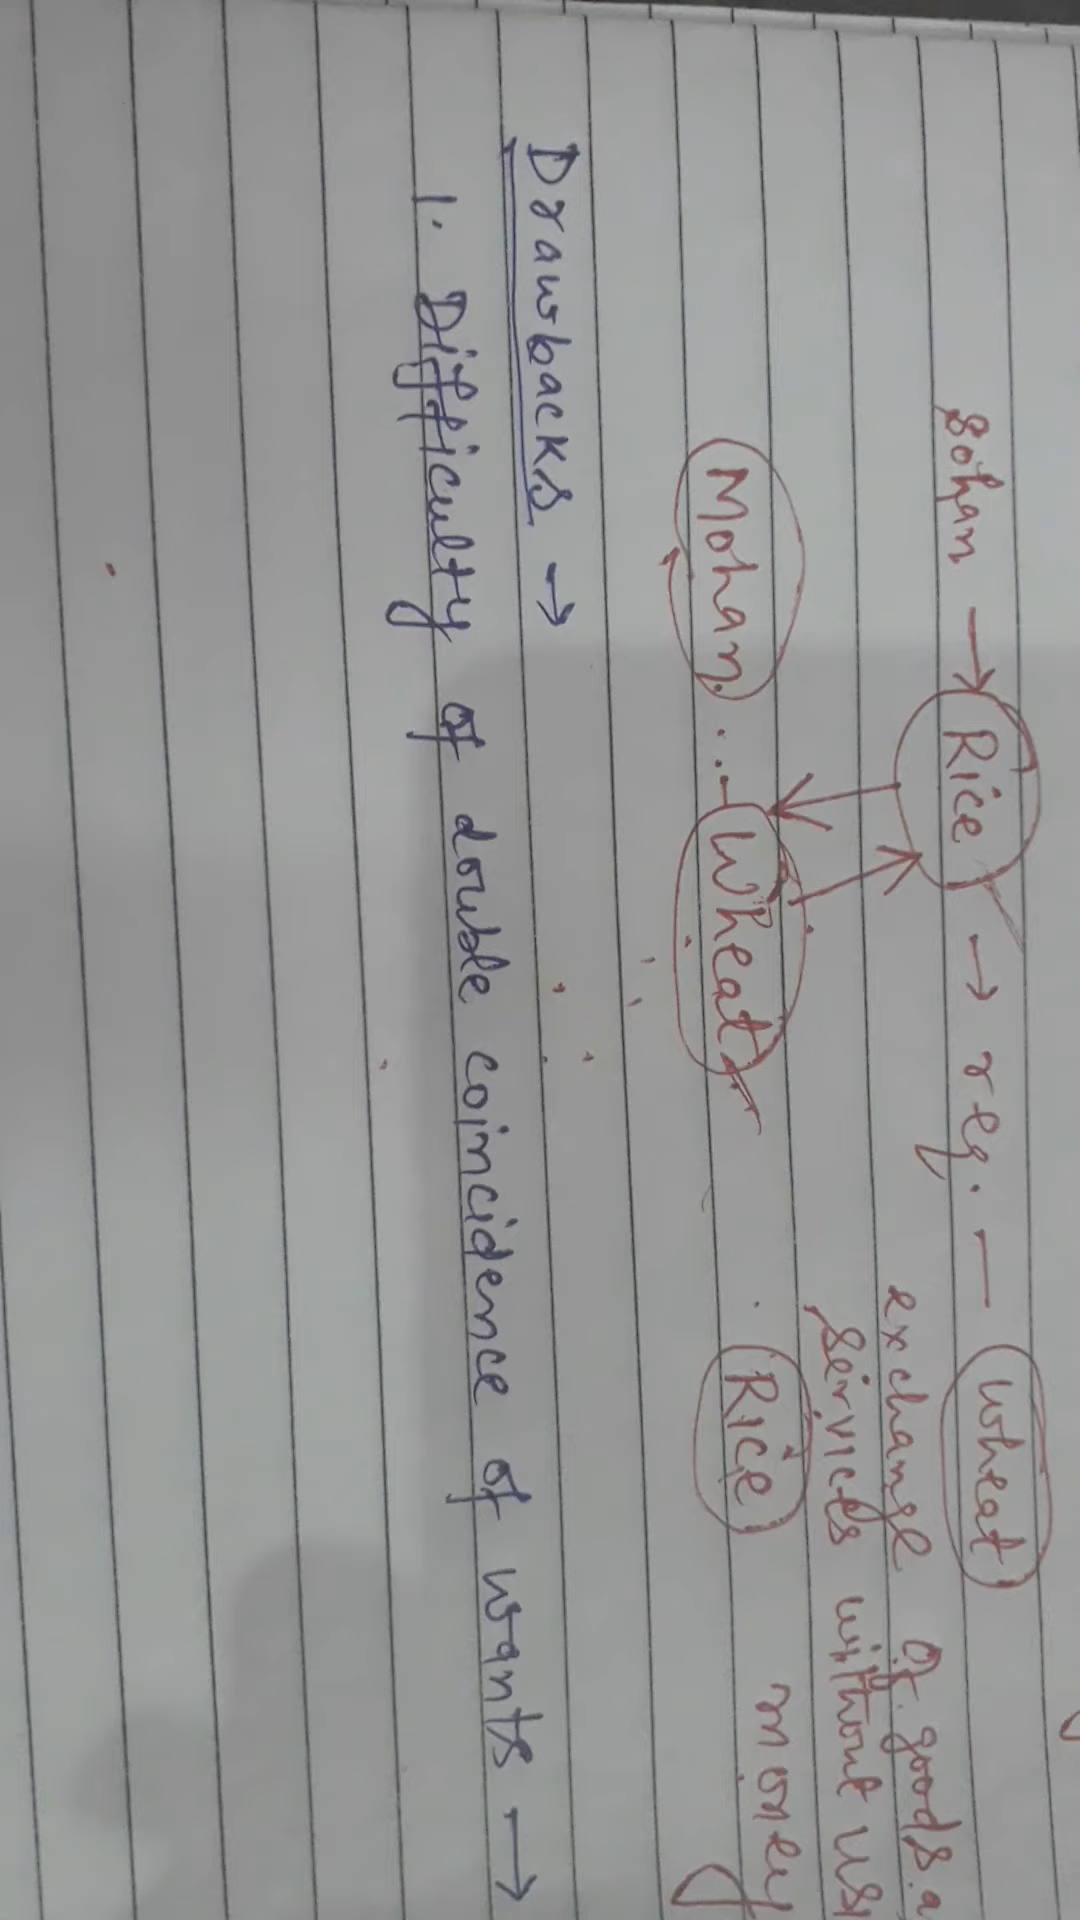 Sohan → Rice → req. — Wheat
exchange of goods a
services without us
Mohan ... Wheat . Rice money
Drawbacks →
1. Difficulty of double coincidence of wants →